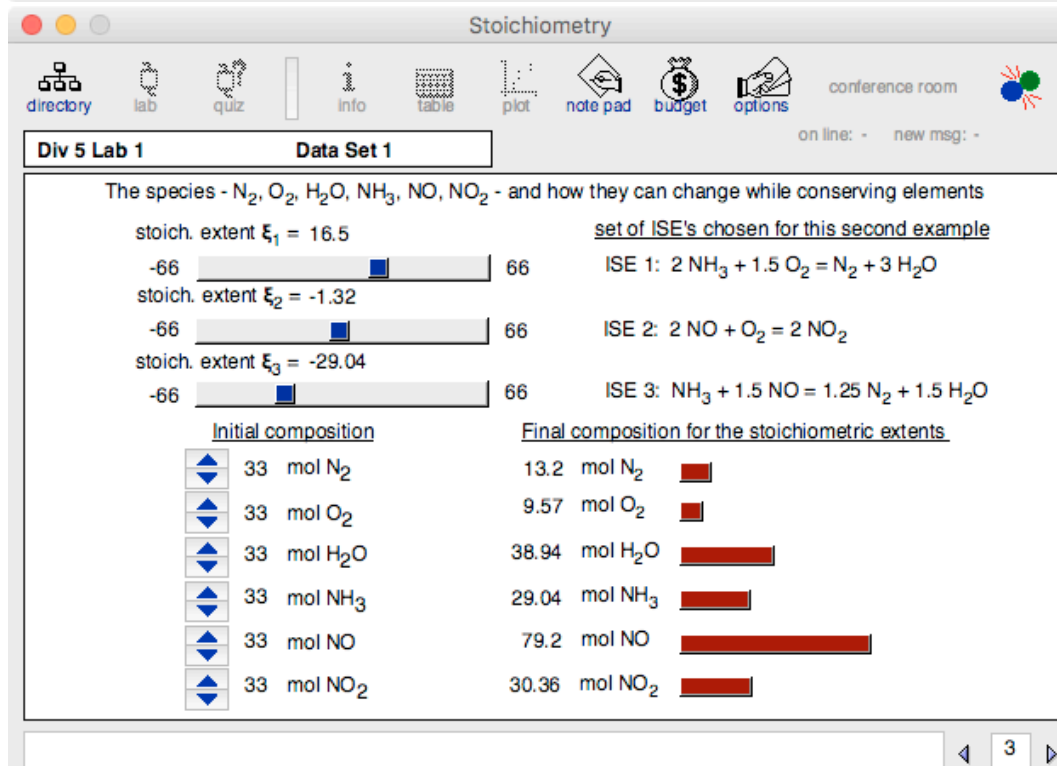 Stoichiometry
directory lab quiz info table plot note pad budget options conference room
on line: - new msg: -
Div 5 Lab 1 Data Set 1
The species - N₂, O₂, H₂O, NH₃, NO, NO₂ - and how they can change while conserving elements
stoich. extent ξ₁ = 16.5 set of ISE's chosen for this second example
-66 66 ISE 1: 2 NH₃ + 1.5 O₂ = N₂ + 3 H₂O
stoich. extent ξ₂ = -1.32
-66 66 ISE 2: 2 NO + O₂ = 2 NO₂
stoich. extent ξ₃ = -29.04
-66 66 ISE 3: NH₃ + 1.5 NO = 1.25 N₂ + 1.5 H₂O
Initial composition Final composition for the stoichiometric extents
33 mol N₂ 13.2 mol N₂
33 mol O₂ 9.57 mol O₂
33 mol H₂O 38.94 mol H₂O
33 mol NH₃ 29.04 mol NH₃
33 mol NO 79.2 mol NO
33 mol NO₂ 30.36 mol NO₂
3